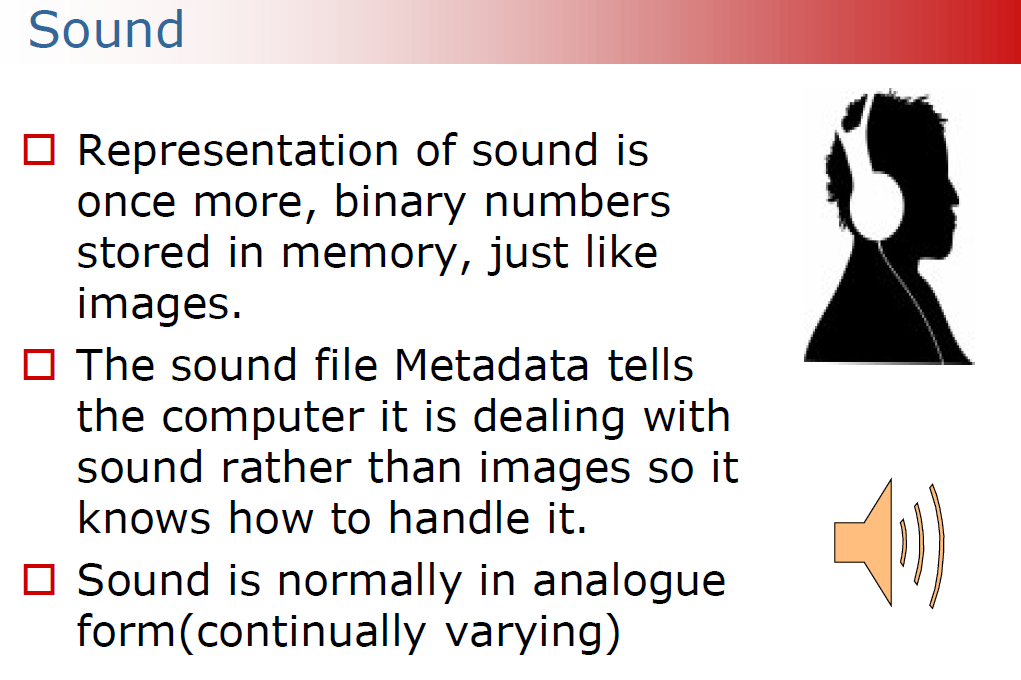 Sound
Representation of sound is
once more, binary numbers
stored in memory, just like
images.
The sound file Metadata tells
the computer it is dealing with
sound rather than images so it
knows how to handle it.
Sound is normally in analogue
form(continually varying)